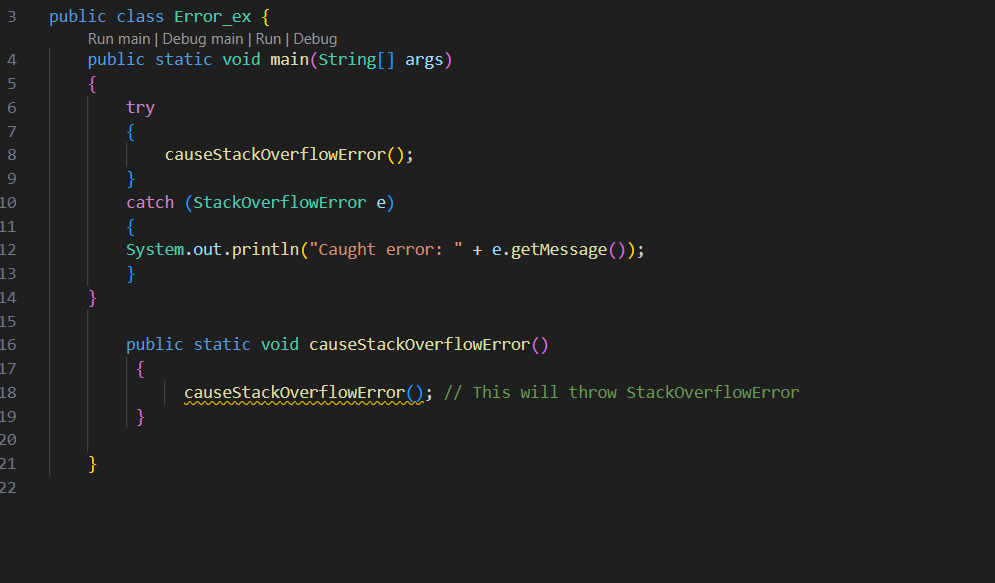 3 public class Error_ex {
Run main | Debug main | Run | Debug
4 public static void main(String[] args)
5 {
6 try
7 {
8 causeStackOverflowError();
9 }
10 catch (StackOverflowError e)
11 {
12 System.out.println("Caught error: " + e.getMessage());
13 }
14 }
15
16 public static void causeStackOverflowError()
17 {
18 causeStackOverflowError(); // This will throw StackOverflowError
19 }
20
21 }
22